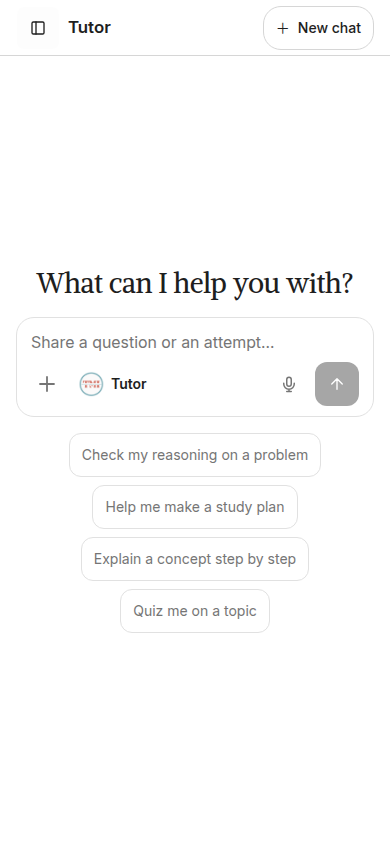 Tutor
New chat
What can I help you with?
Share a question or an attempt...
Tutor
Check my reasoning on a problem
Help me make a study plan
Explain a concept step by step
Quiz me on a topic